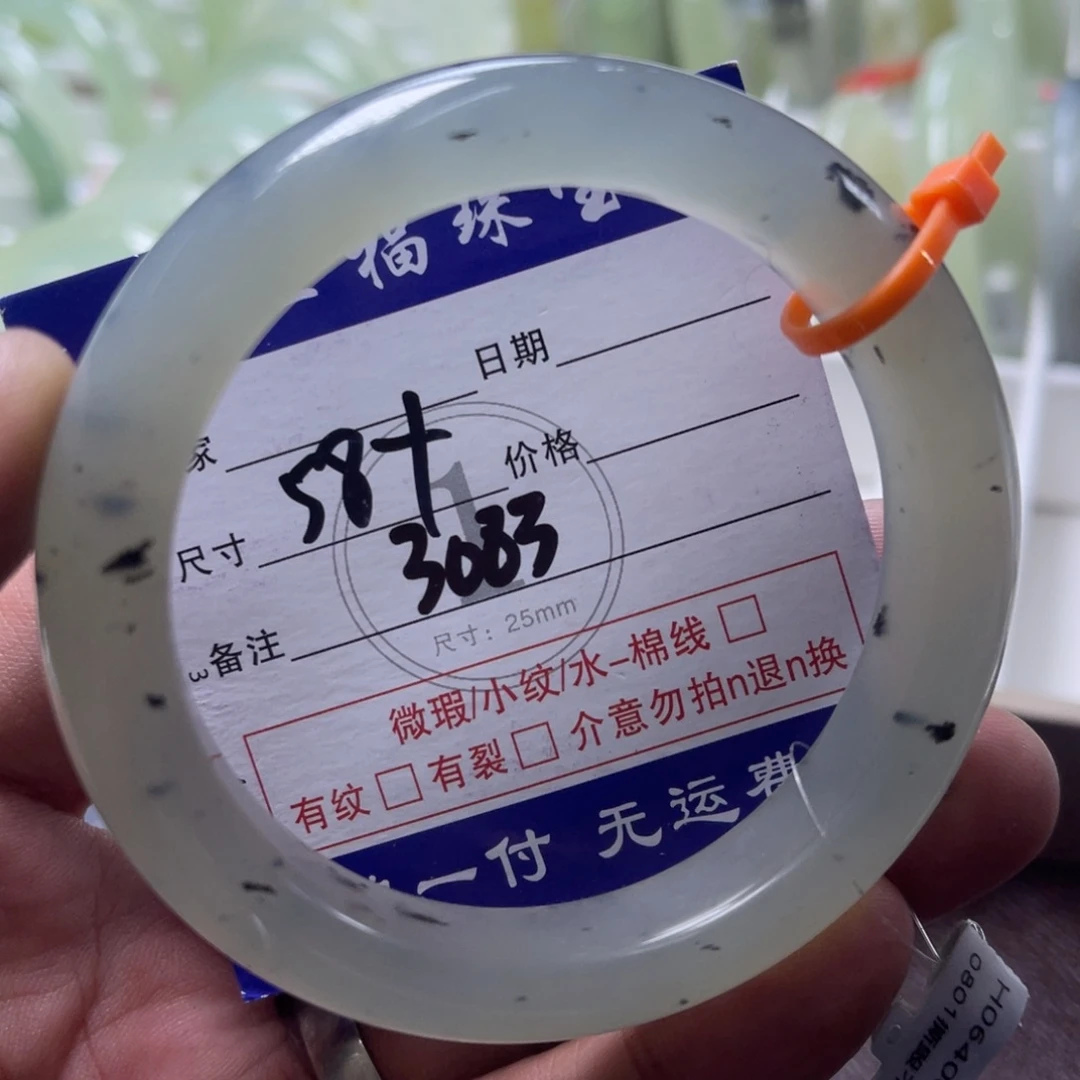 福珠宝
日期
家
58+
价格
尺寸
3083
备注
尺寸：25mm
微瑕/小纹/水-棉线 □
有纹 □ 有裂 □ 介意勿拍n退n换
一付 无运费
H0640
0801